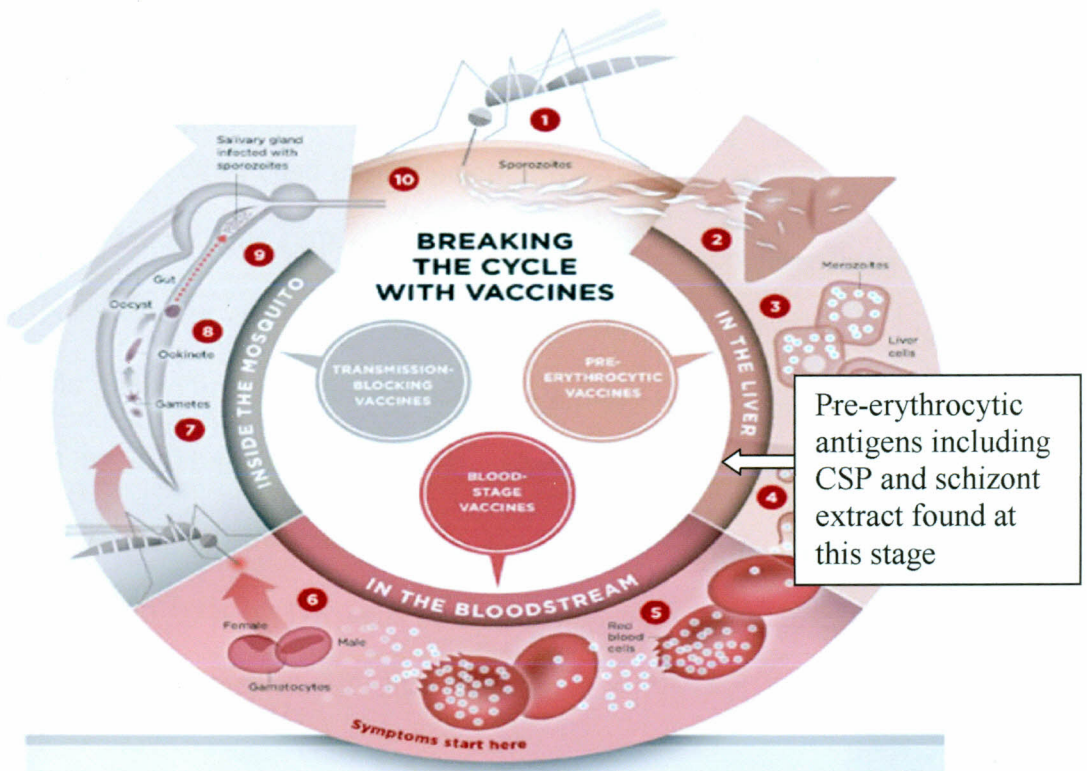 1
Salivary gland
infected with
sporozoites
10
Sporozoites
BREAKING
THE CYCLE
WITH VACCINES
2
Merozoites
9
Gut
3
Oocyst
8
Liver
cells
Ookinete
INSIDE THE MOSQUITO
TRANSMISSION-
BLOCKING
VACCINES
PRE-
ERYTHROCYTIC
VACCINES
IN THE LIVER
Gametes
7
Pre-erythrocytic
antigens including
CSP and schizont
extract found at
this stage
BLOOD-
STAGE
VACCINES
4
IN THE BLOODSTREAM
6
5
Female
Male
Red
blood
cells
Gametocytes
Symptoms start here